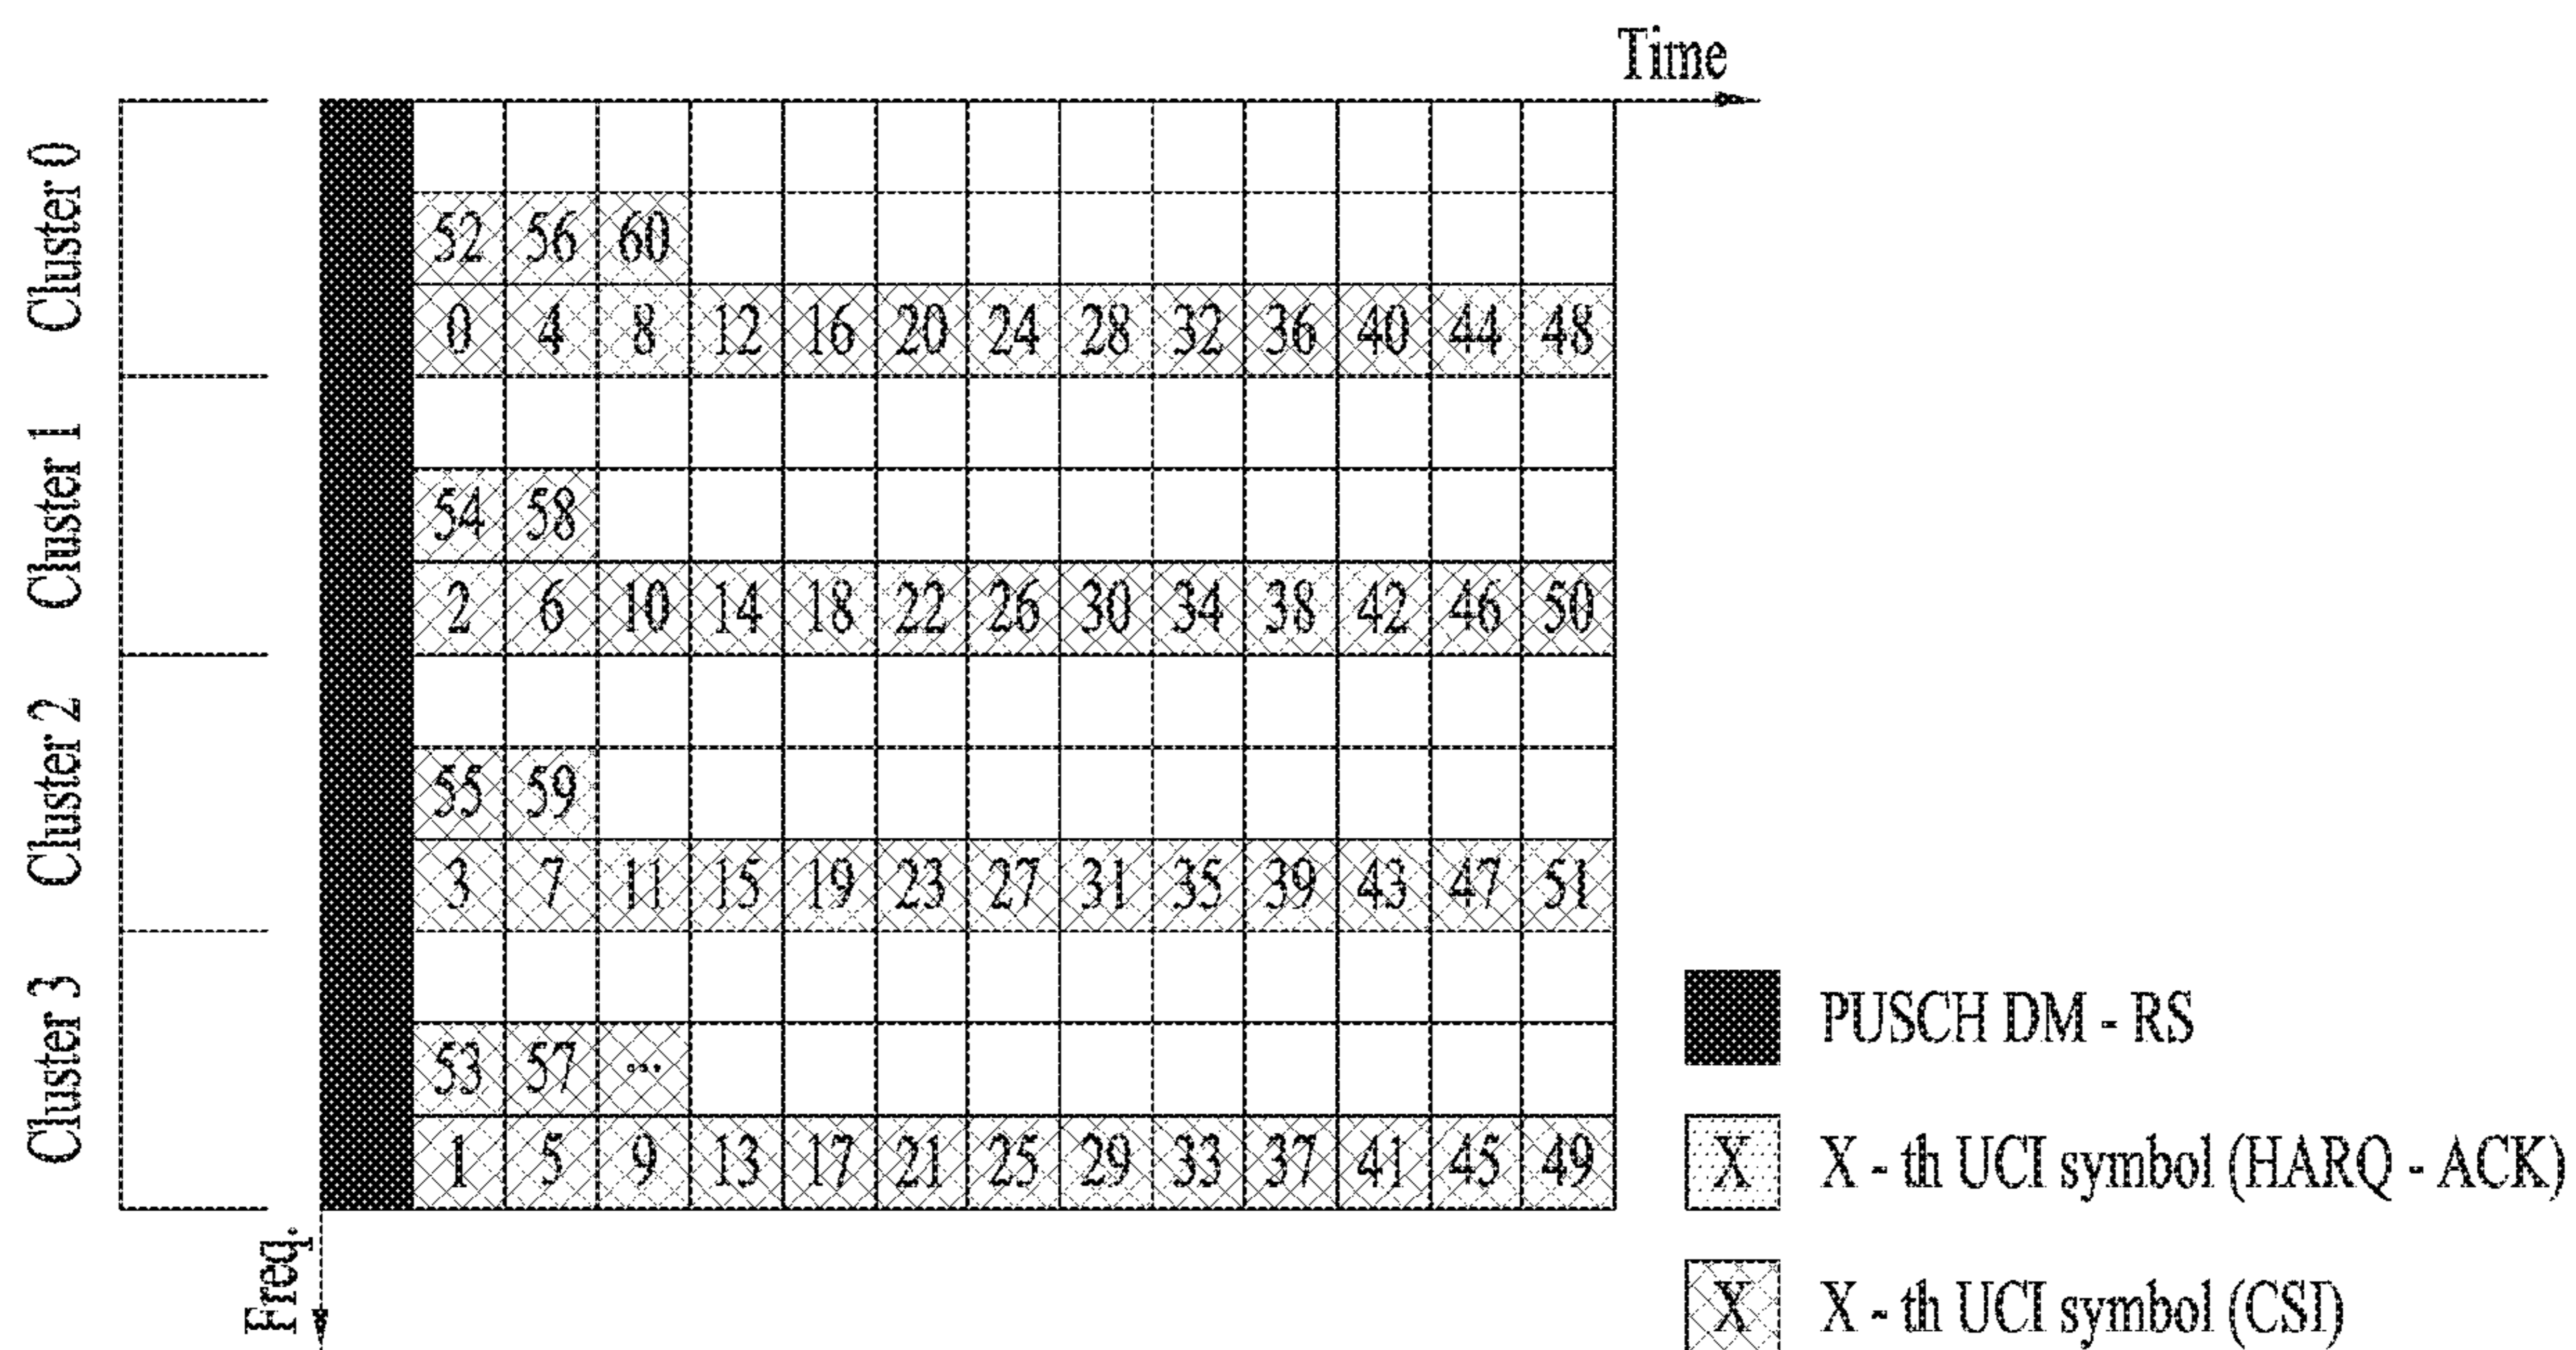 Time
Cluster 0
52 56 60
0 4 8 12 16 20 24 28 32 36 40 44 48
Cluster 1
54 58
2 6 10 14 18 22 26 30 34 38 42 46 50
Cluster 2
55 59
3 7 11 15 19 23 27 31 35 39 43 47 51
Cluster 3
53 57 ...
1 5 9 13 17 21 25 29 33 37 41 45 49
Freq.
PUSCH DM - RS
X X - th UCI symbol (HARQ - ACK)
X X - th UCI symbol (CSI)